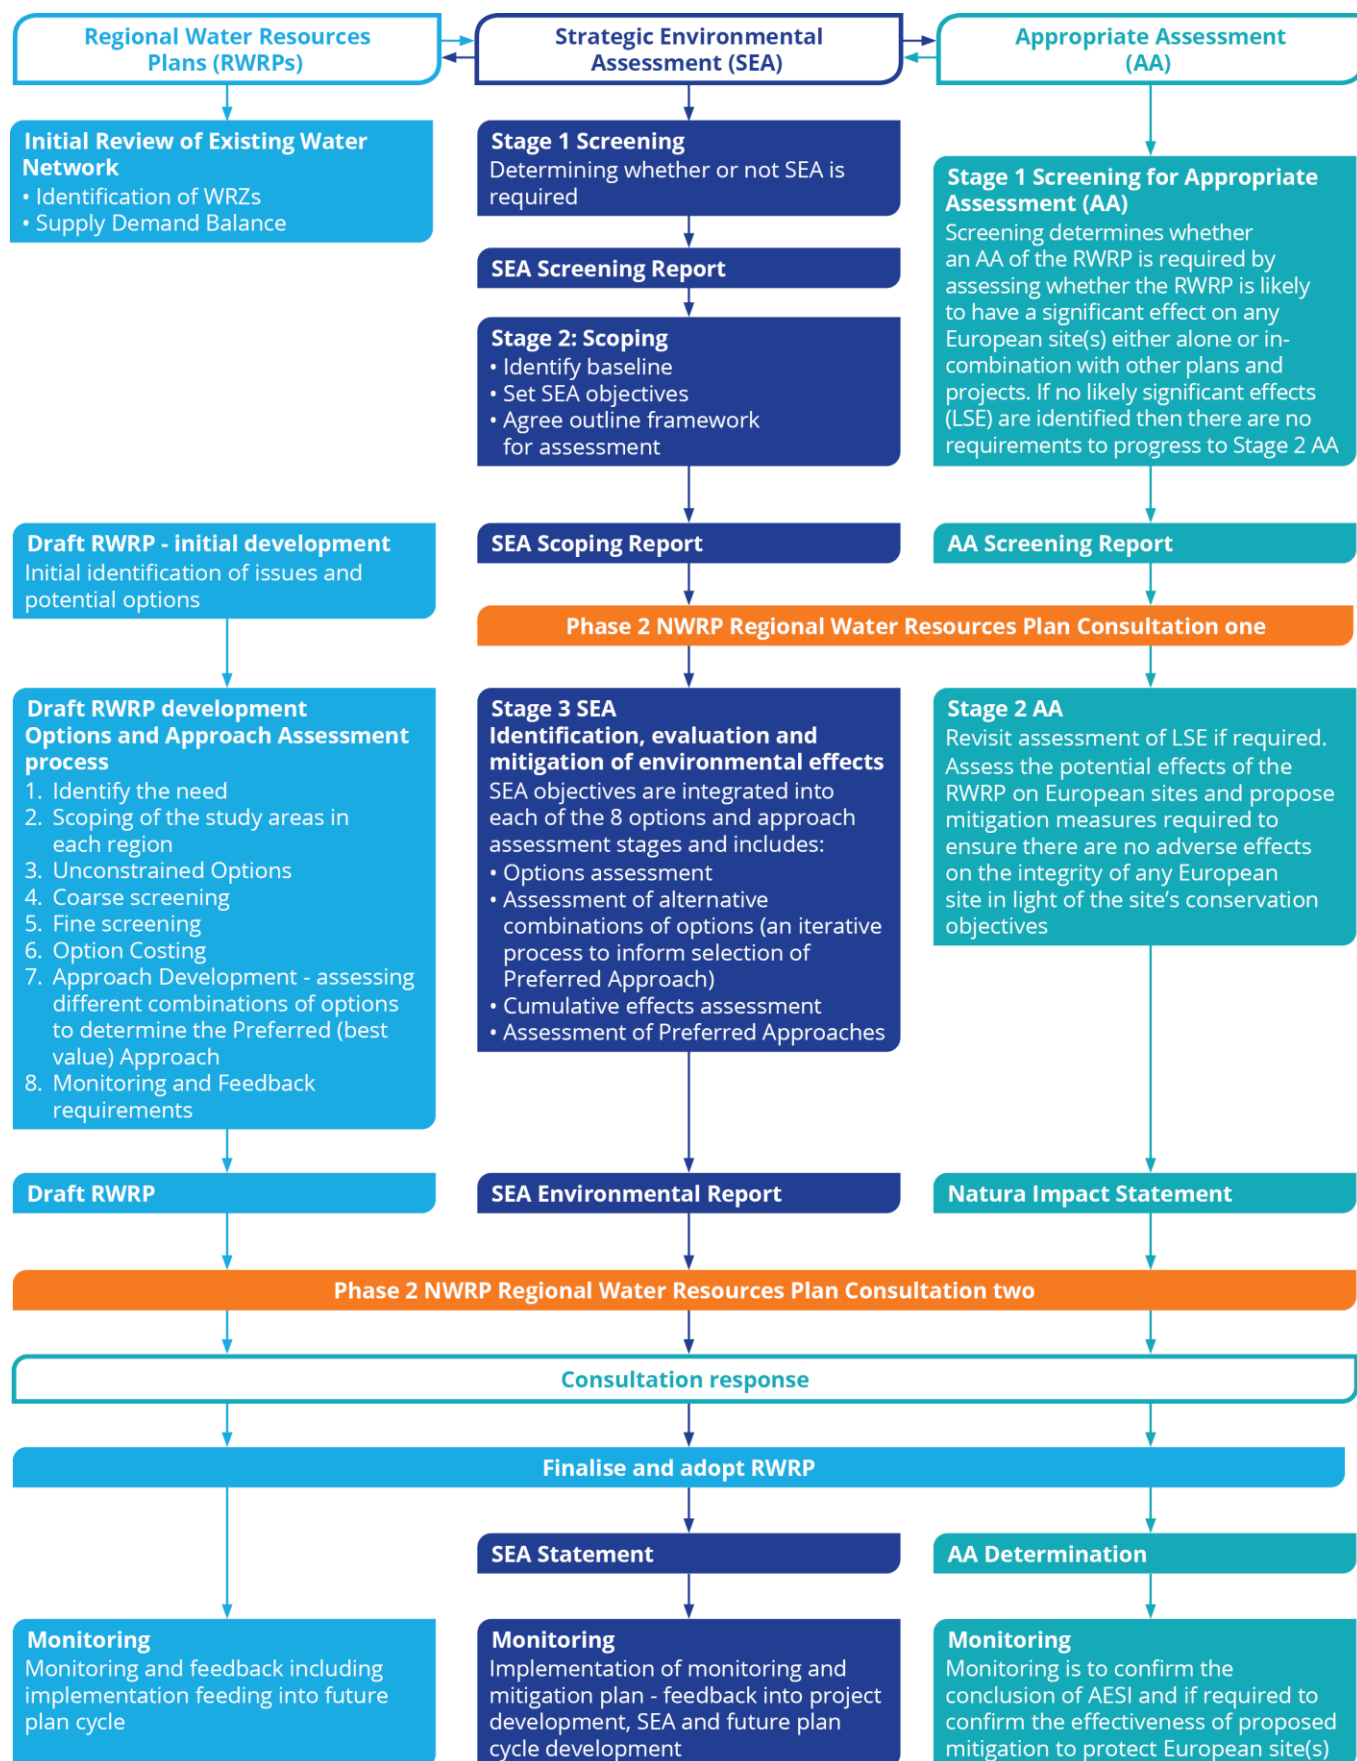 Regional Water Resources
Plans (RWRPs)
Strategic Environmental
Assessment (SEA)
Appropriate Assessment
(AA)
Initial Review of Existing Water
Network
• Identification of WRZs
• Supply Demand Balance
Stage 1 Screening
Determining whether or not SEA is
required
SEA Screening Report
Stage 2: Scoping
• Identify baseline
• Set SEA objectives
• Agree outline framework
for assessment
Stage 1 Screening for Appropriate
Assessment (AA)
Screening determines whether
an AA of the RWRP is required by
assessing whether the RWRP is likely
to have a significant effect on any
European site(s) either alone or in-
combination with other plans and
projects. If no likely significant effects
(LSE) are identified then there are no
requirements to progress to Stage 2 AA
Draft RWRP - initial development
Initial identification of issues and
potential options
SEA Scoping Report
AA Screening Report
Phase 2 NWRP Regional Water Resources Plan Consultation one
Draft RWRP development
Options and Approach Assessment
process
1. Identify the need
2. Scoping of the study areas in
each region
3. Unconstrained Options
4. Coarse screening
5. Fine screening
6. Option Costing
7. Approach Development - assessing
different combinations of options
to determine the Preferred (best
value) Approach
8. Monitoring and Feedback
requirements
Stage 3 SEA
Identification, evaluation and
mitigation of environmental effects
SEA objectives are integrated into
each of the 8 options and approach
assessment stages and includes:
• Options assessment
• Assessment of alternative
combinations of options (an iterative
process to inform selection of
Preferred Approach)
• Cumulative effects assessment
• Assessment of Preferred Approaches
Stage 2 AA
Revisit assessment of LSE if required.
Assess the potential effects of the
RWRP on European sites and propose
mitigation measures required to
ensure there are no adverse effects
on the integrity of any European
site in light of the site’s conservation
objectives
Draft RWRP
SEA Environmental Report
Natura Impact Statement
Phase 2 NWRP Regional Water Resources Plan Consultation two
Consultation response
Finalise and adopt RWRP
SEA Statement
AA Determination
Monitoring
Monitoring and feedback including
implementation feeding into future
plan cycle
Monitoring
Implementation of monitoring and
mitigation plan - feedback into project
development, SEA and future plan
cycle development
Monitoring
Monitoring is to confirm the
conclusion of AESI and if required to
confirm the effectiveness of proposed
mitigation to protect European site(s)